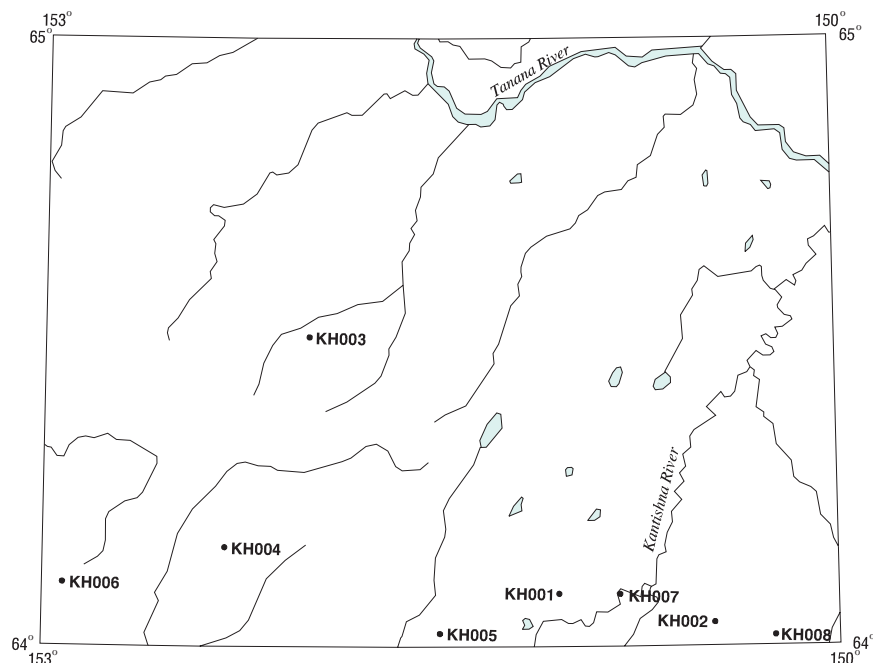 153°
150°
65°
65°
Tanana River
KH003
Kantishna River
KH004
KH006
KH001
KH007
KH002
KH005
KH008
64°
64°
153°
150°